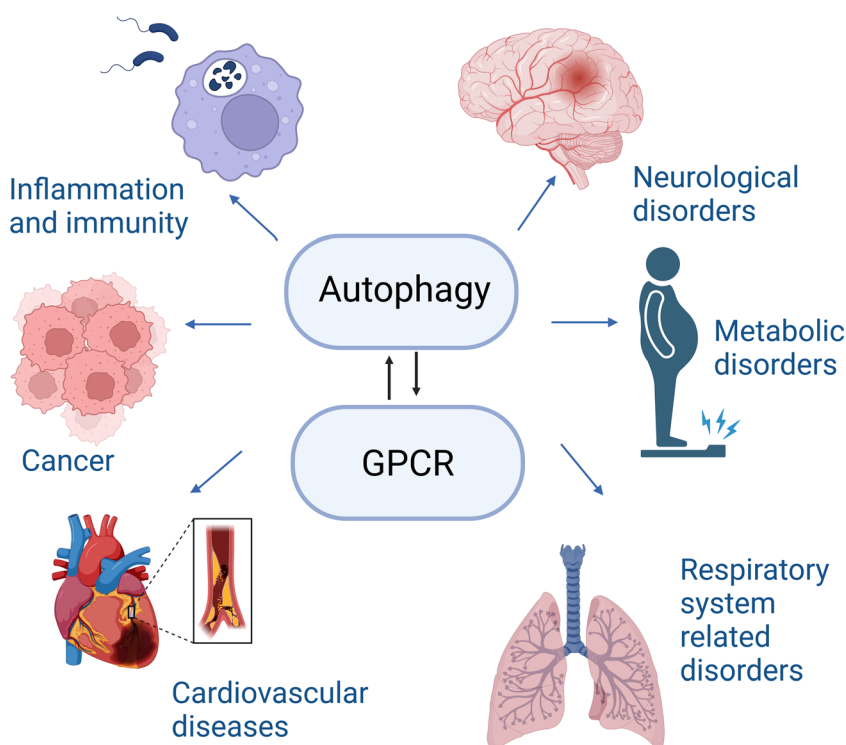 Inflammation
and immunity
Neurological
disorders
Autophagy
Metabolic
disorders
GPCR
Cancer
Respiratory
system
related
disorders
Cardiovascular
diseases